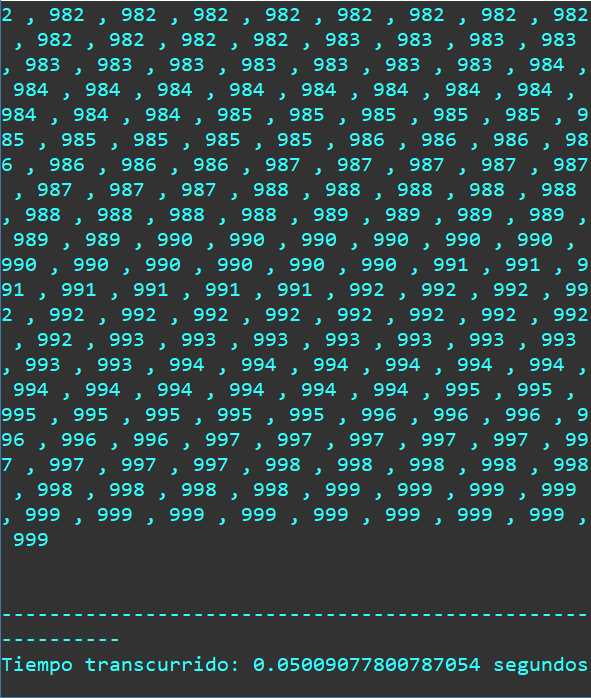 2 , 982 , 982 , 982 , 982 , 982 , 982 , 982 , 982
 , 982 , 982 , 982 , 982 , 983 , 983 , 983 , 983
, 983 , 983 , 983 , 983 , 983 , 983 , 983 , 984 ,
 984 , 984 , 984 , 984 , 984 , 984 , 984 , 984 ,
984 , 984 , 984 , 985 , 985 , 985 , 985 , 985 , 9
85 , 985 , 985 , 985 , 985 , 986 , 986 , 986 , 98
6 , 986 , 986 , 986 , 987 , 987 , 987 , 987 , 987
 , 987 , 987 , 987 , 988 , 988 , 988 , 988 , 988
, 988 , 988 , 988 , 988 , 989 , 989 , 989 , 989 ,
 989 , 989 , 990 , 990 , 990 , 990 , 990 , 990 ,
990 , 990 , 990 , 990 , 990 , 990 , 991 , 991 , 9
91 , 991 , 991 , 991 , 991 , 992 , 992 , 992 , 99
2 , 992 , 992 , 992 , 992 , 992 , 992 , 992 , 992
 , 992 , 993 , 993 , 993 , 993 , 993 , 993 , 993
, 993 , 993 , 994 , 994 , 994 , 994 , 994 , 994 ,
 994 , 994 , 994 , 994 , 994 , 994 , 995 , 995 ,
995 , 995 , 995 , 995 , 995 , 996 , 996 , 996 , 9
96 , 996 , 996 , 997 , 997 , 997 , 997 , 997 , 99
7 , 997 , 997 , 997 , 998 , 998 , 998 , 998 , 998
 , 998 , 998 , 998 , 998 , 999 , 999 , 999 , 999
, 999 , 999 , 999 , 999 , 999 , 999 , 999 , 999 ,
 999
-------------------------------------------------
----------
Tiempo transcurrido: 0.05009077800787054 segundos